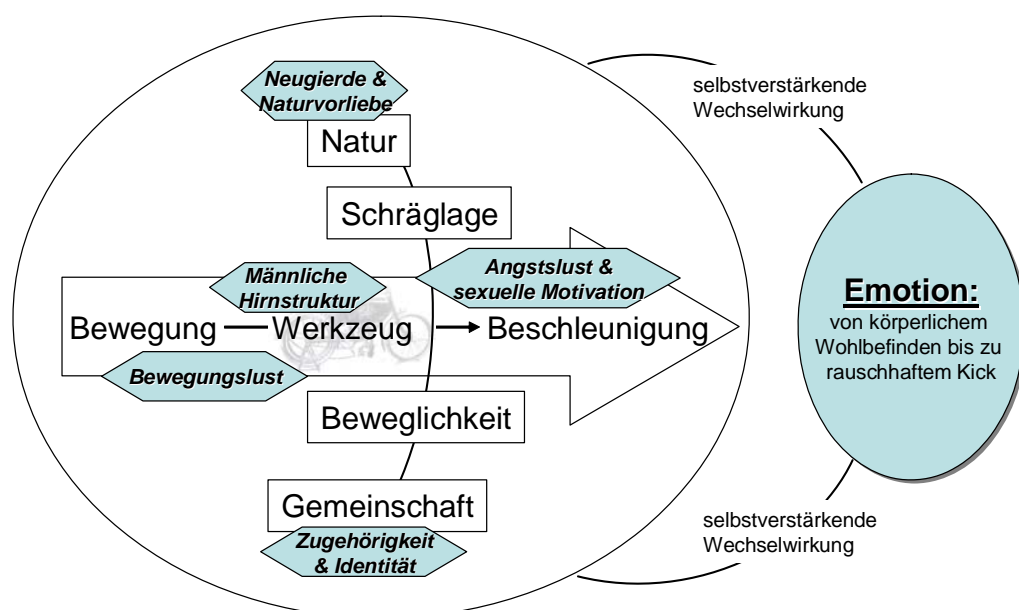 Neugierde &
Naturvorliebe
Natur
Schräglage
Männliche
Hirnstruktur
Angstslust &
sexuelle Motivation
Bewegung
Werkzeug
Beschleunigung
Bewegungslust
Beweglichkeit
Gemeinschaft
Zugehörigkeit
& Identität
selbstverstärkende
Wechselwirkung
Emotion:
von körperlichem
Wohlbefinden bis zu
rauschhaftem Kick
selbstverstärkende
Wechselwirkung